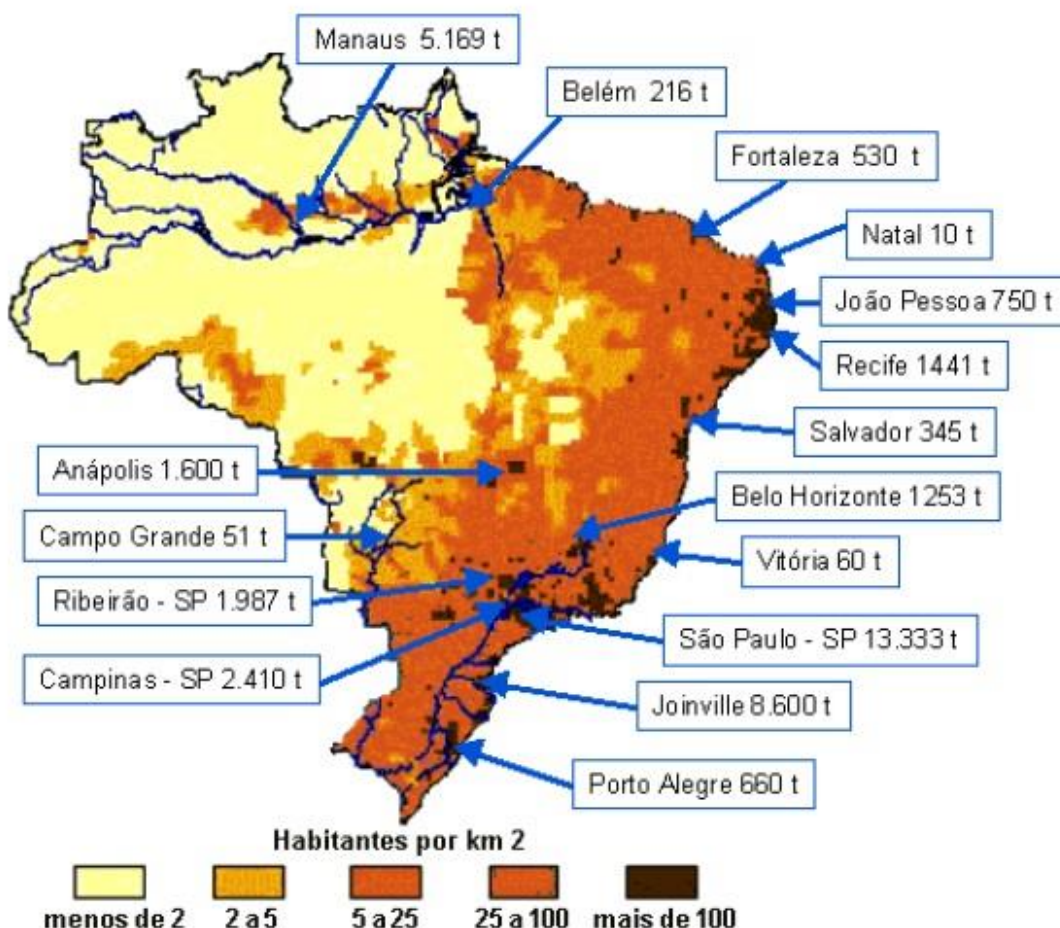 Manaus 5.169 t
Belém 216 t
Fortaleza 530 t
Natal 10 t
João Pessoa 750 t
Recife 1441 t
Salvador 345 t
Anápolis 1.600 t
Belo Horizonte 1253 t
Campo Grande 51 t
Vitória 60 t
Ribeirão - SP 1.987 t
São Paulo - SP 13.333 t
Campinas - SP 2.410 t
Joinville 8.600 t
Porto Alegre 660 t
Habitantes por km 2
menos de 2 2 a 5 5 a 25 25 a 100 mais de 100